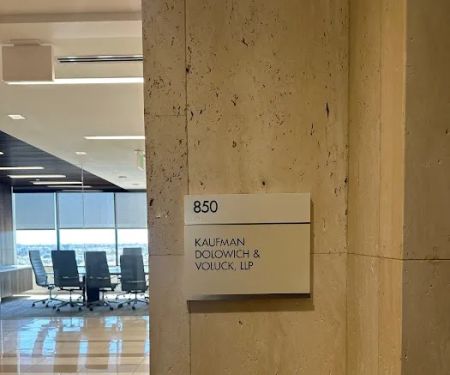 850
KAUFMAN
DOLOWICH &
VOLUCK, LLP